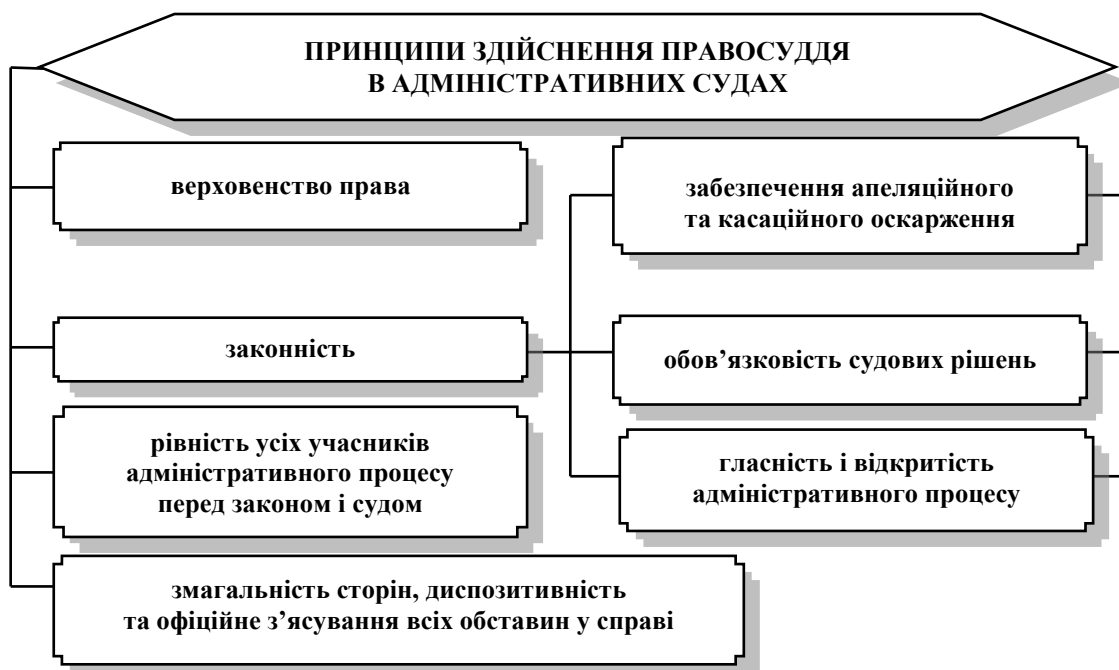 ПРИНЦИПИ ЗДІЙСНЕННЯ ПРАВОСУДДЯ
В АДМІНІСТРАТИВНИХ СУДАХ
верховенство права
законність
рівність усіх учасників
адміністративного процесу
перед законом і судом
змагальність сторін, диспозитивність
та офіційне з’ясування всіх обставин у справі
забезпечення апеляційного
та касаційного оскарження
обов’язковість судових рішень
гласність і відкритість
адміністративного процесу